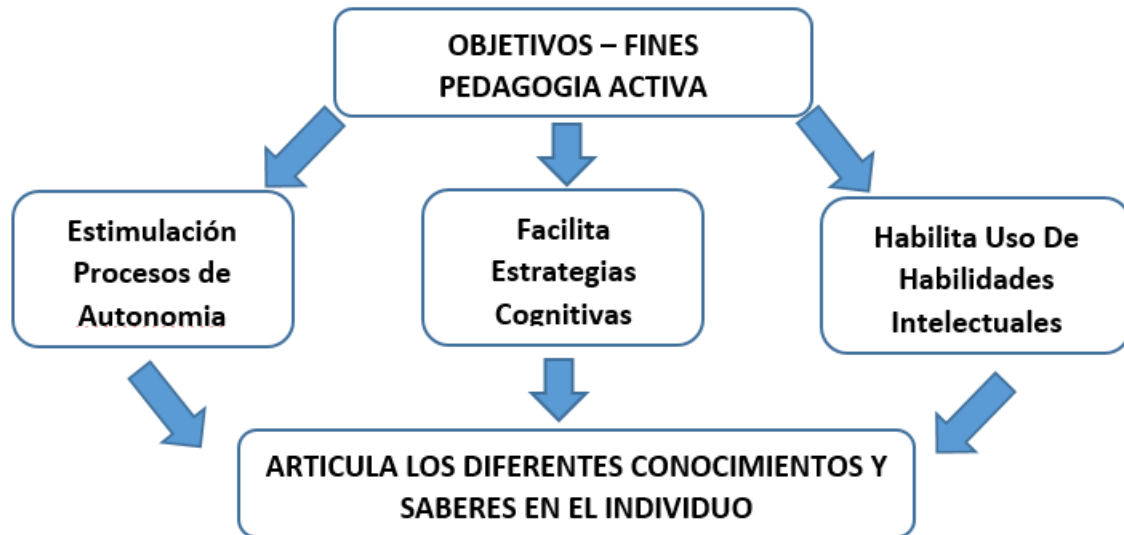 OBJETIVOS – FINES
PEDAGOGIA ACTIVA
Estimulación
Procesos de
Autonomia
Facilita
Estrategias
Cognitivas
Habilita Uso De
Habilidades
Intelectuales
ARTICULA LOS DIFERENTES CONOCIMIENTOS Y
SABERES EN EL INDIVIDUO